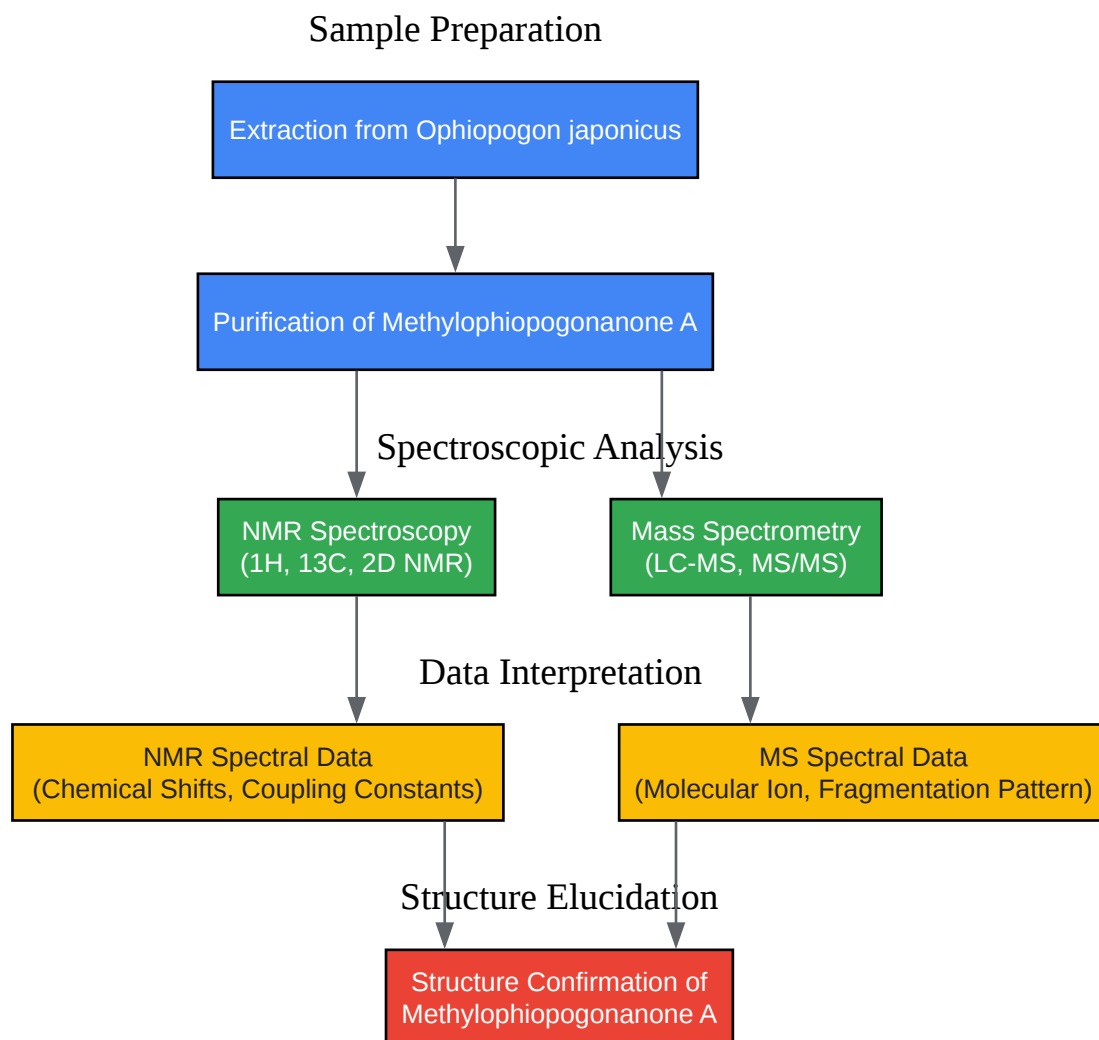 Sample Preparation
Extraction from Ophiopogon japonicus
Purification of Methylophiopogonanone A
Spectroscopic Analysis
NMR Spectroscopy
(1H, 13C, 2D NMR)
Mass Spectrometry
(LC-MS, MS/MS)
Data Interpretation
NMR Spectral Data
(Chemical Shifts, Coupling Constants)
MS Spectral Data
(Molecular Ion, Fragmentation Pattern)
Structure Elucidation
Structure Confirmation of
Methylophiopogonanone A